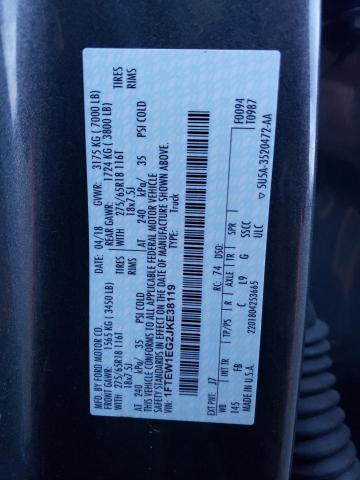 MFD. BY FORD MOTOR CO.
DATE: 04/18 GVWR: 3175 KG ( 7000 LB)
FRONT GAWR: 1565 KG ( 3450 LB) REAR GAWR: 1724 KG ( 3800 LB)
275/65R18 116T TIRES WITH 275/65R18 116T TIRES
18x7.5J RIMS 18x7.5J RIMS
AT 240 kPa/ 35 PSI COLD AT 240 kPa/ 35 PSI COLD
THIS VEHICLE CONFORMS TO ALL APPLICABLE FEDERAL MOTOR VEHICLE
SAFETY STANDARDS IN EFFECT ON THE DATE OF MANUFACTURE SHOWN ABOVE.
VIN: 1FTEW1EG2JKE38119 F0094
TYPE: TRUCK T0987
EXT PNT: J7 RC: 74 DSO:
WB INT TR TP/PS R AXLE TR SPR
145 FB C L9 G SSCC
ULC
MADE IN U.S.A. 2201804253665 5U5A-3520472-AA